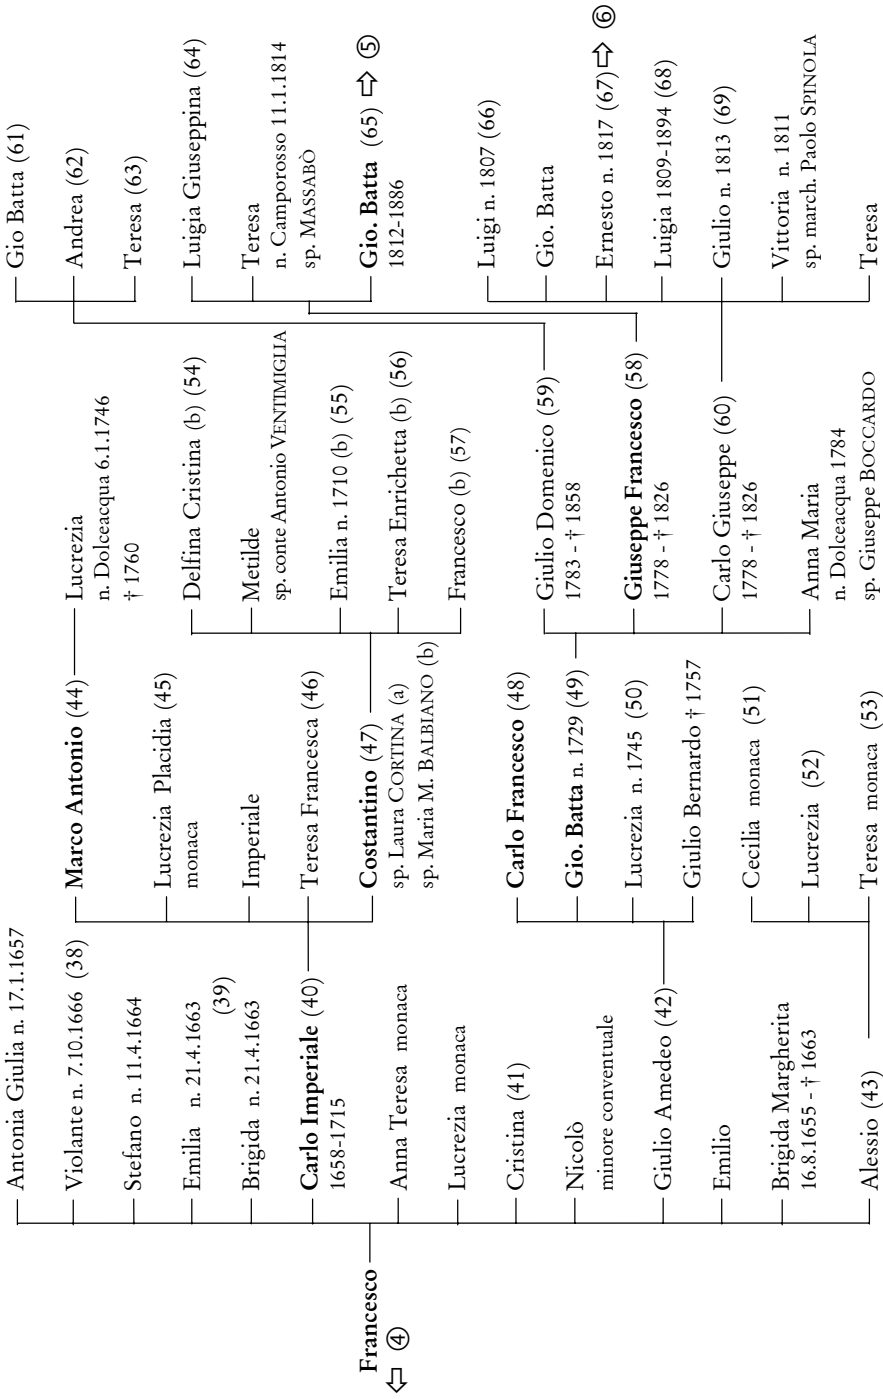 Francesco
⇦ ④
Antonia Giulia n. 17.1.1657
Violante n. 7.10.1666 (38)
Stefano n. 11.4.1664
Emilia n. 21.4.1663
(39)
Brigida n. 21.4.1663
Carlo Imperiale (40)
1658-1715
Anna Teresa monaca
Lucrezia monaca
Cristina (41)
Nicolò
minore conventuale
Giulio Amedeo (42)
Emilio
Brigida Margherita
16.8.1655 - † 1663
Alessio (43)
Marco Antonio (44)
Lucrezia Placidia (45)
monaca
Imperiale
Teresa Francesca (46)
Costantino (47)
sp. Laura CORTINA (a)
sp. Maria M. BALBIANO (b)
Carlo Francesco (48)
Gio. Batta n. 1729 (49)
Lucrezia n. 1745 (50)
Giulio Bernardo † 1757
Cecilia monaca (51)
Lucrezia (52)
Teresa monaca (53)
Lucrezia
n. Dolceacqua 6.1.1746
† 1760
Delfina Cristina (b) (54)
Metilde
sp. conte Antonio VENTIMIGLIA
Emilia n. 1710 (b) (55)
Teresa Enrichetta (b) (56)
Francesco (b) (57)
Giulio Domenico (59)
1783 - † 1858
Giuseppe Francesco (58)
1778 - † 1826
Carlo Giuseppe (60)
1778 - † 1826
Anna Maria
n. Dolceacqua 1784
sp. Giuseppe BOCCARDO
Gio Batta (61)
Andrea (62)
Teresa (63)
Luigia Giuseppina (64)
Teresa
n. Camporosso 11.1.1814
sp. MASSABÒ
Gio. Batta (65) ⇨ ⑤
1812-1886
Luigi n. 1807 (66)
Gio. Batta
Ernesto n. 1817 (67) ⇨ ⑥
Luigia 1809-1894 (68)
Giulio n. 1813 (69)
Vittoria n. 1811
sp. march. Paolo SPINOLA
Teresa